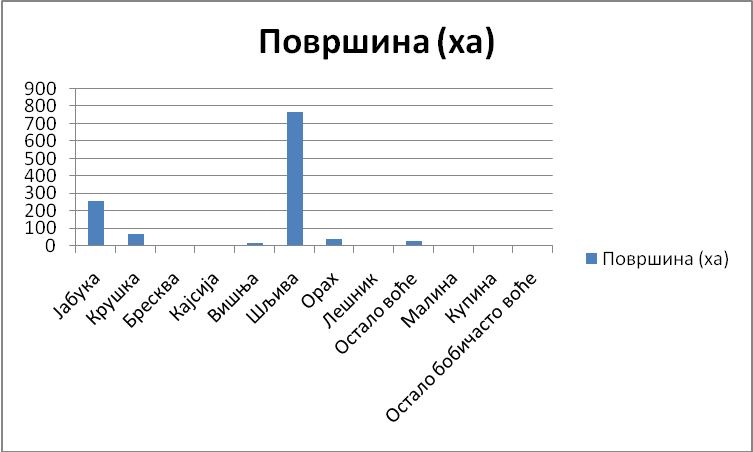 Површина (ха)
900
800
700
600
500
400
300
200
100
0
Јабука
Крушка
Бресква
Кајсија
Вишња
Шљива
Орах
Лешник
Остало воће
Малина
Купина
Остало бобичасто воће
Површина (ха)